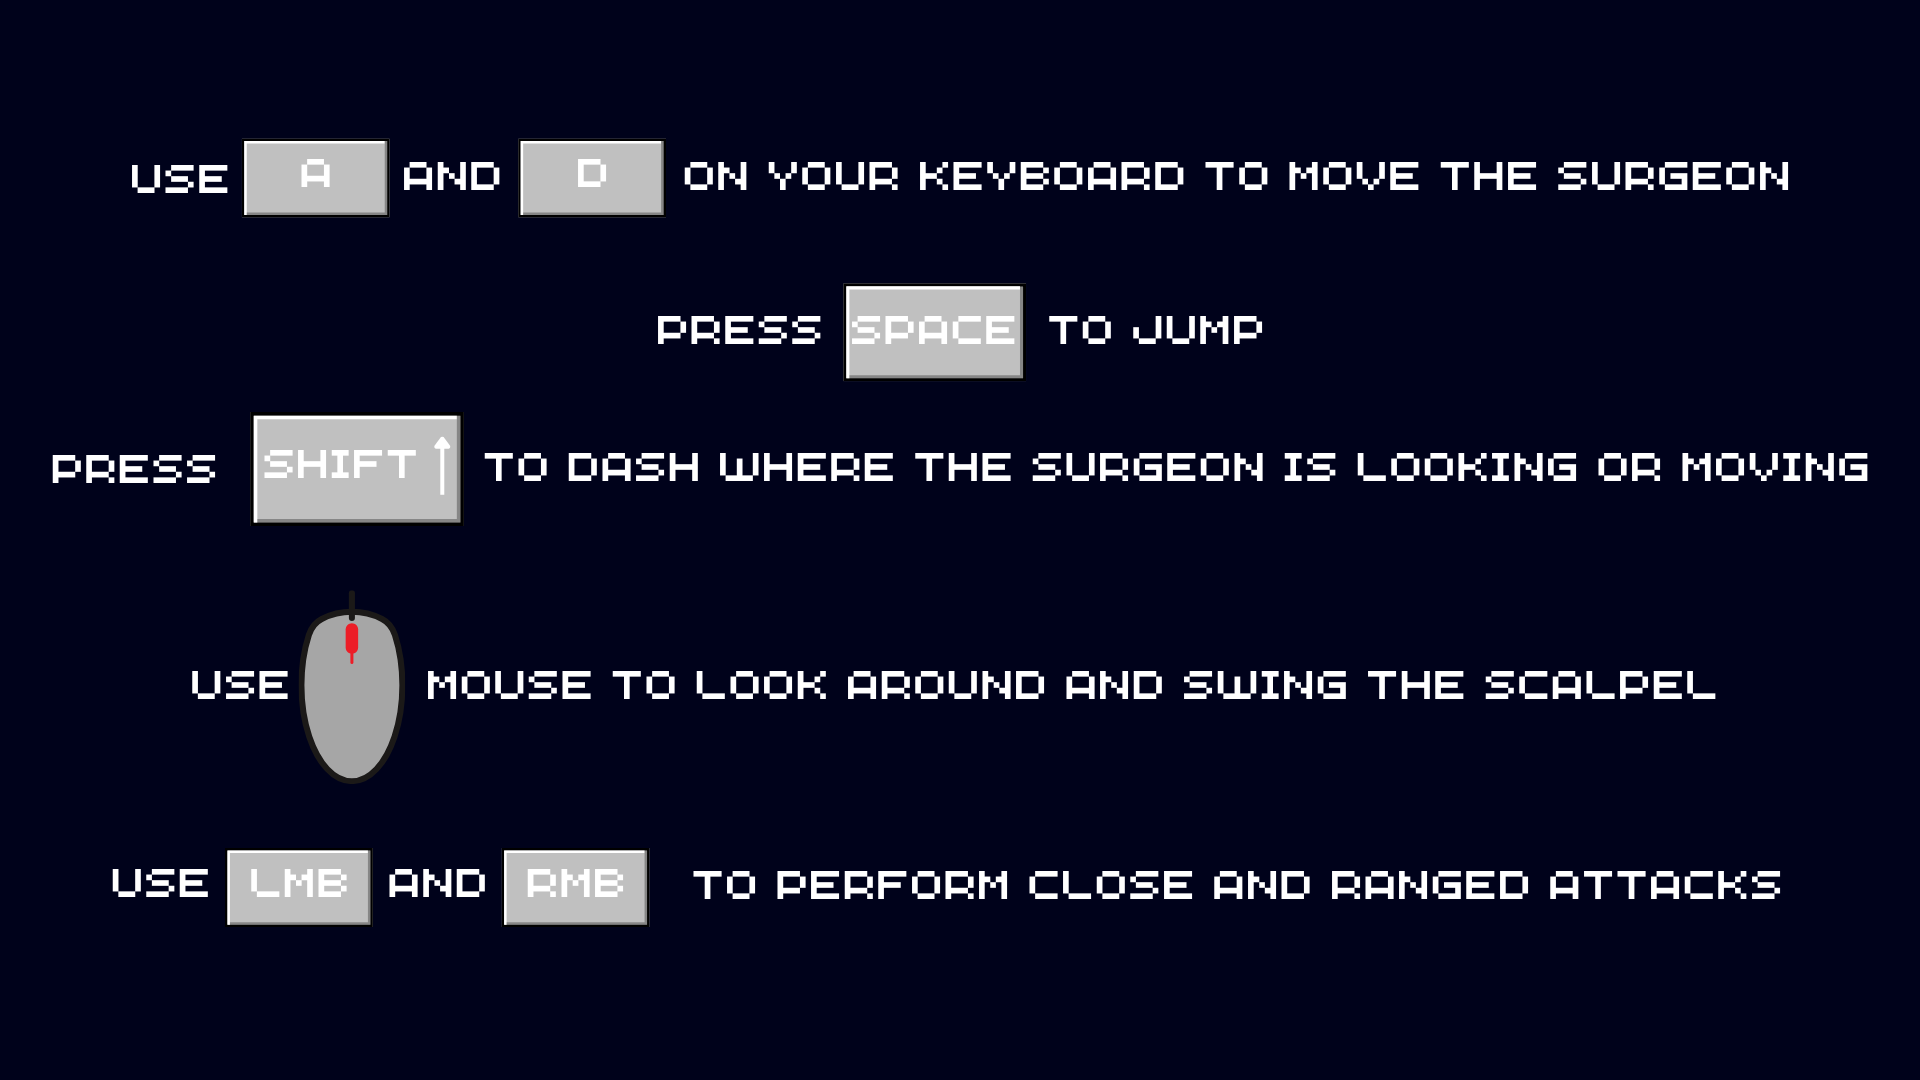 USE A AND D ON YOUR KEYBOARD TO MOVE THE SURGEON
PRESS SPACE TO JUMP
PRESS SHIFT TO DASH WHERE THE SURGEON IS LOOKING OR MOVING
USE MOUSE TO LOOK AROUND AND SWING THE SCALPEL
USE LMB AND RMB TO PERFORM CLOSE AND RANGED ATTACKS